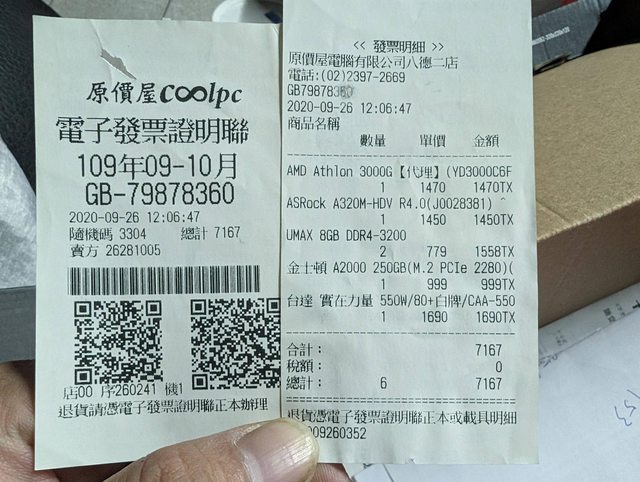 原價屋coolpc
電子發票證明聯
109年09-10月
GB-79878360
2020-09-26 12:06:47
隨機碼 3304 總計 7167
賣方 26281005
店00 序260241 機1
退貨請憑電子發票證明聯正本辦理
<< 發票明細 >>
原價屋電腦有限公司八德二店
電話:(02)2397-2669
GB79878360
2020-09-26 12:06:47
商品名稱
數量 單價 金額
AMD Athlon 3000G【代理】(YD3000C6F
1 1470 1470TX
ASRock A320M-HDV R4.0(J0028381) ^
1 1450 1450TX
UMAX 8GB DDR4-3200
2 779 1558TX
金士頓 A2000 250GB(M.2 PCIe 2280)(
1 999 999TX
台達 實在力量 550W/80+白牌/CAA-550
1 1690 1690TX
合計: 7167
稅額: 0
總計: 6 7167
退貨憑電子發票證明聯正本或載具明細
009260352